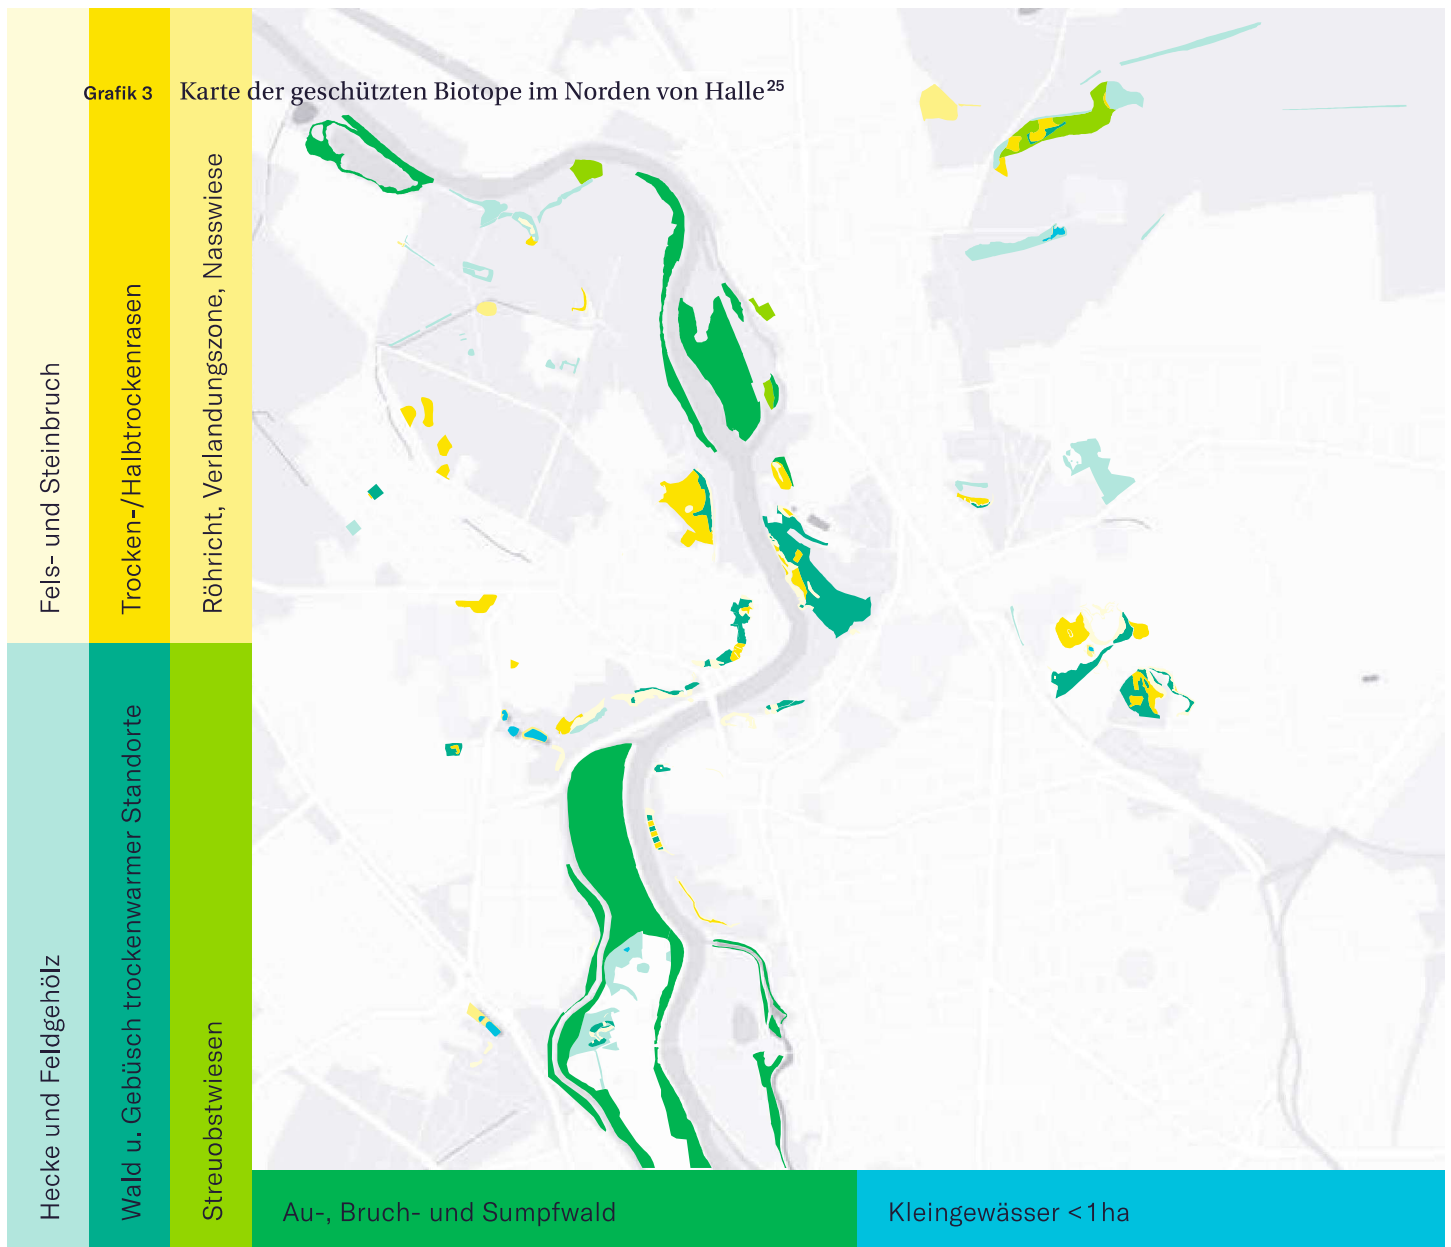 Grafik 3 Karte der geschützten Biotope im Norden von Halle²⁵
Fels- und Steinbruch
Trocken-/Halbtrockenrasen
Röhricht, Verlandungszone, Nasswiese
Hecke und Feldgehölz
Wald u. Gebüsch trockenwarmer Standorte
Streuobstwiesen
Au-, Bruch- und Sumpfwald
Kleingewässer <1ha